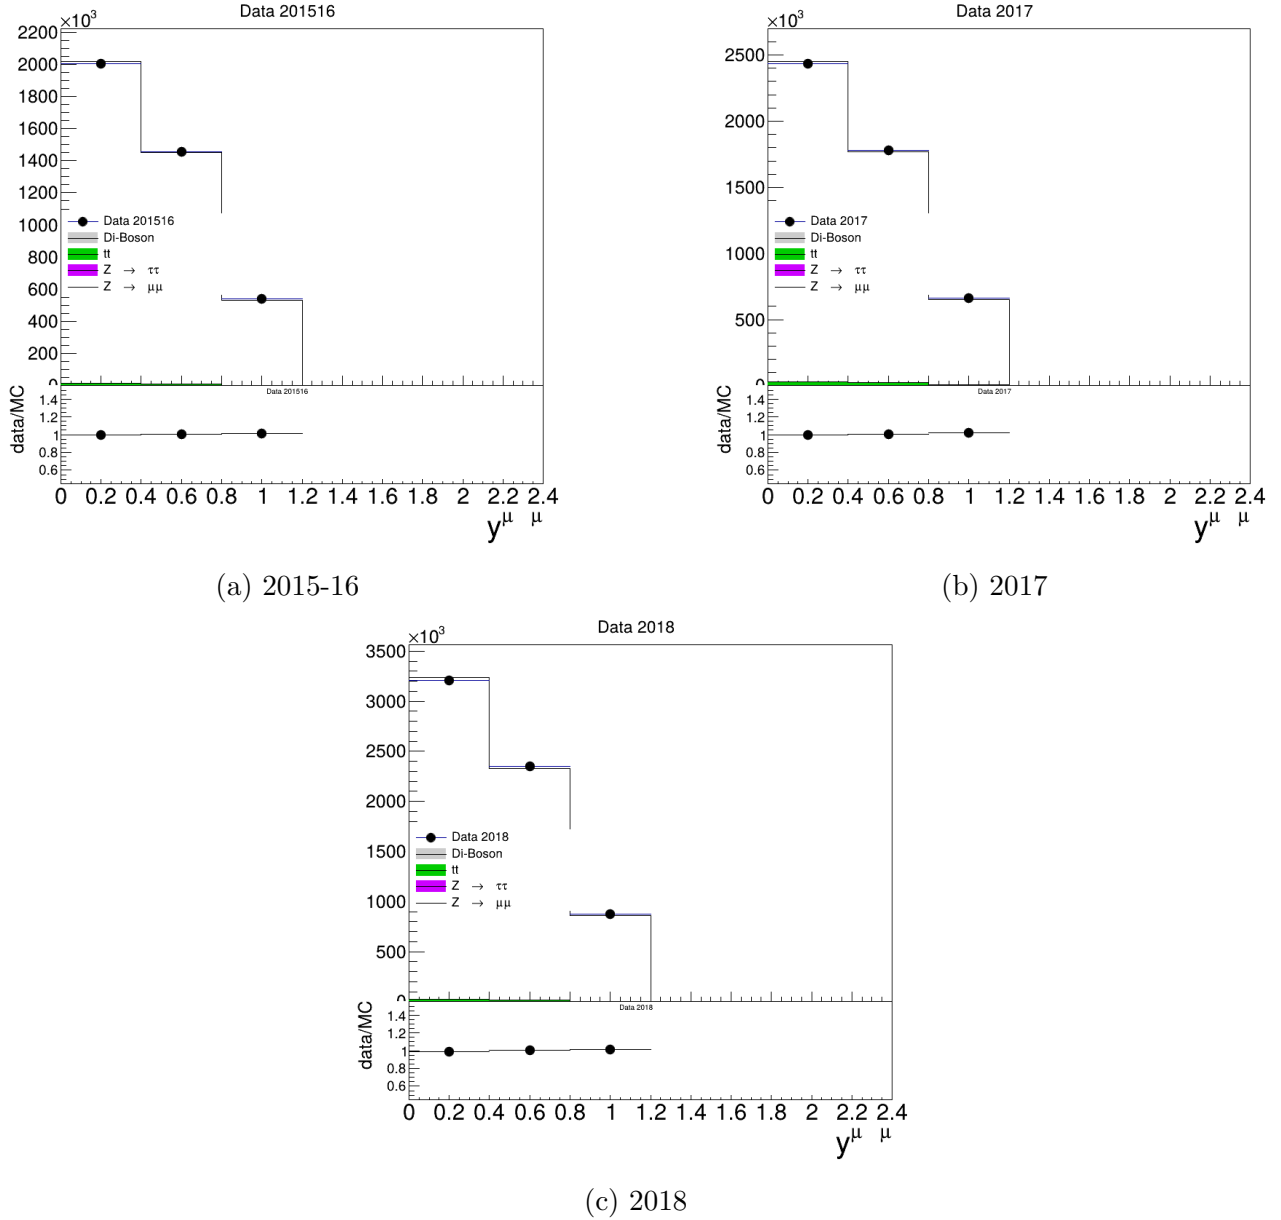 Data 201516
×10³
2200
2000
1800
1600
1400
1200
1000
800
600
400
200
0
Data 201516
Di-Boson
tt
Z → ττ
Z → μμ
Data 201516
data/MC
1.4
1.2
1
0.8
0.6
0 0.2 0.4 0.6 0.8 1 1.2 1.4 1.6 1.8 2 2.2 2.4
y^μ μ
(a) 2015-16
Data 2017
×10³
2500
2000
1500
1000
500
0
Data 2017
Di-Boson
tt
Z → ττ
Z → μμ
Data 2017
data/MC
1.4
1.2
1
0.8
0.6
0 0.2 0.4 0.6 0.8 1 1.2 1.4 1.6 1.8 2 2.2 2.4
y^μ μ
(b) 2017
Data 2018
×10³
3500
3000
2500
2000
1500
1000
500
0
Data 2018
Di-Boson
tt
Z → ττ
Z → μμ
Data 2018
data/MC
1.4
1.2
1
0.8
0.6
0 0.2 0.4 0.6 0.8 1 1.2 1.4 1.6 1.8 2 2.2 2.4
y^μ μ
(c) 2018